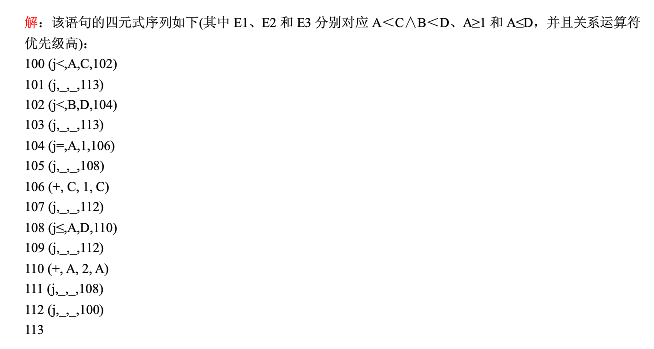 解：该语句的四元式序列如下(其中 E1、E2 和 E3 分别对应 A＜C∧B＜D、A≥1 和 A≤D，并且关系运算符
优先级高)：
100 (j<,A,C,102)
101 (j,_,_,113)
102 (j<,B,D,104)
103 (j,_,_,113)
104 (j=,A,1,106)
105 (j,_,_,108)
106 (+, C, 1, C)
107 (j,_,_,112)
108 (j≤,A,D,110)
109 (j,_,_,112)
110 (+, A, 2, A)
111 (j,_,_,108)
112 (j,_,_,100)
113